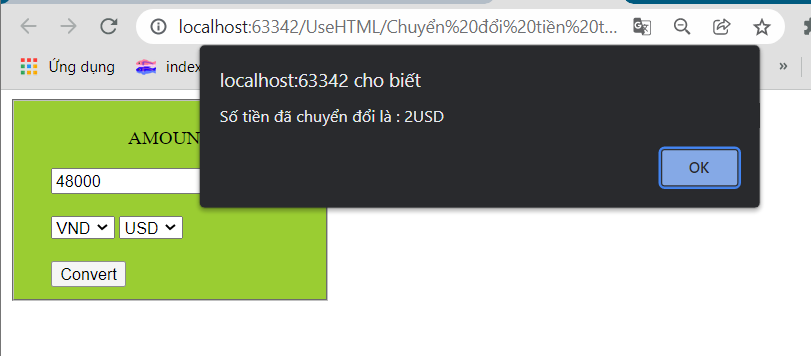 localhost:63342/UseHTML/Chuyển%20đổi%20tiền%20t...
Ứng dụng
index
»
localhost:63342 cho biết
Số tiền đã chuyển đổi là : 2USD
OK
AMOUN
48000
VND USD
Convert